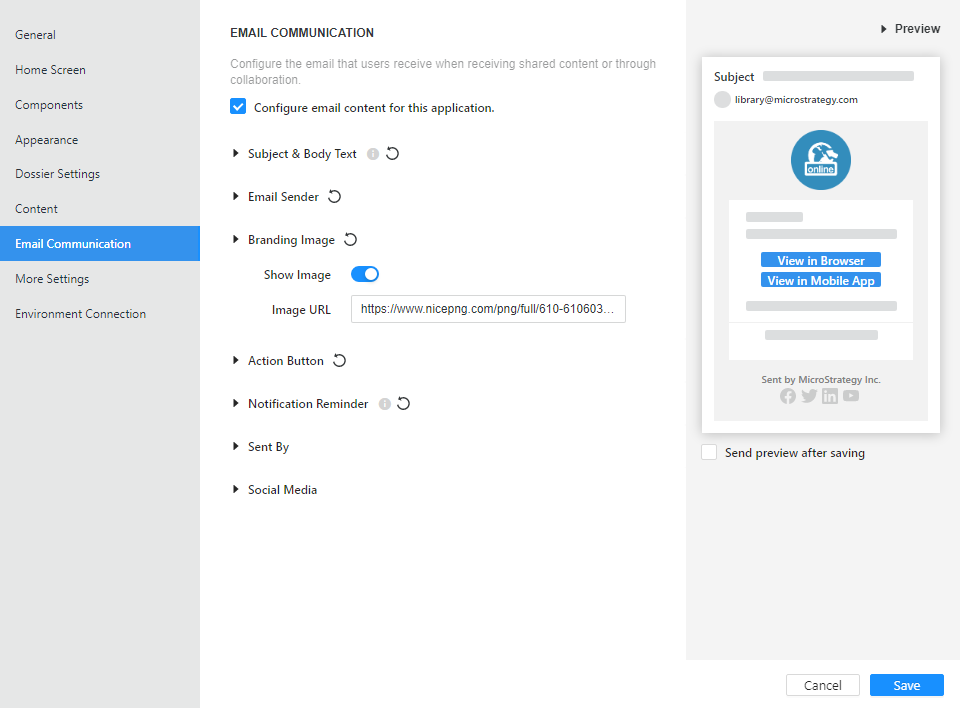 General
Home Screen
Components
Appearance
Dossier Settings
Content
Email Communication
More Settings
Environment Connection
EMAIL COMMUNICATION
Configure the email that users receive when receiving shared content or through
collaboration.
Configure email content for this application.
Subject & Body Text
Email Sender
Branding Image
Show Image
Image URL
https://www.nicepng.com/png/full/610-610603...
Action Button
Notification Reminder
Sent By
Social Media
Preview
Subject
library@microstrategy.com
online
View in Browser
View in Mobile App
Sent by MicroStrategy Inc.
Send preview after saving
Cancel
Save